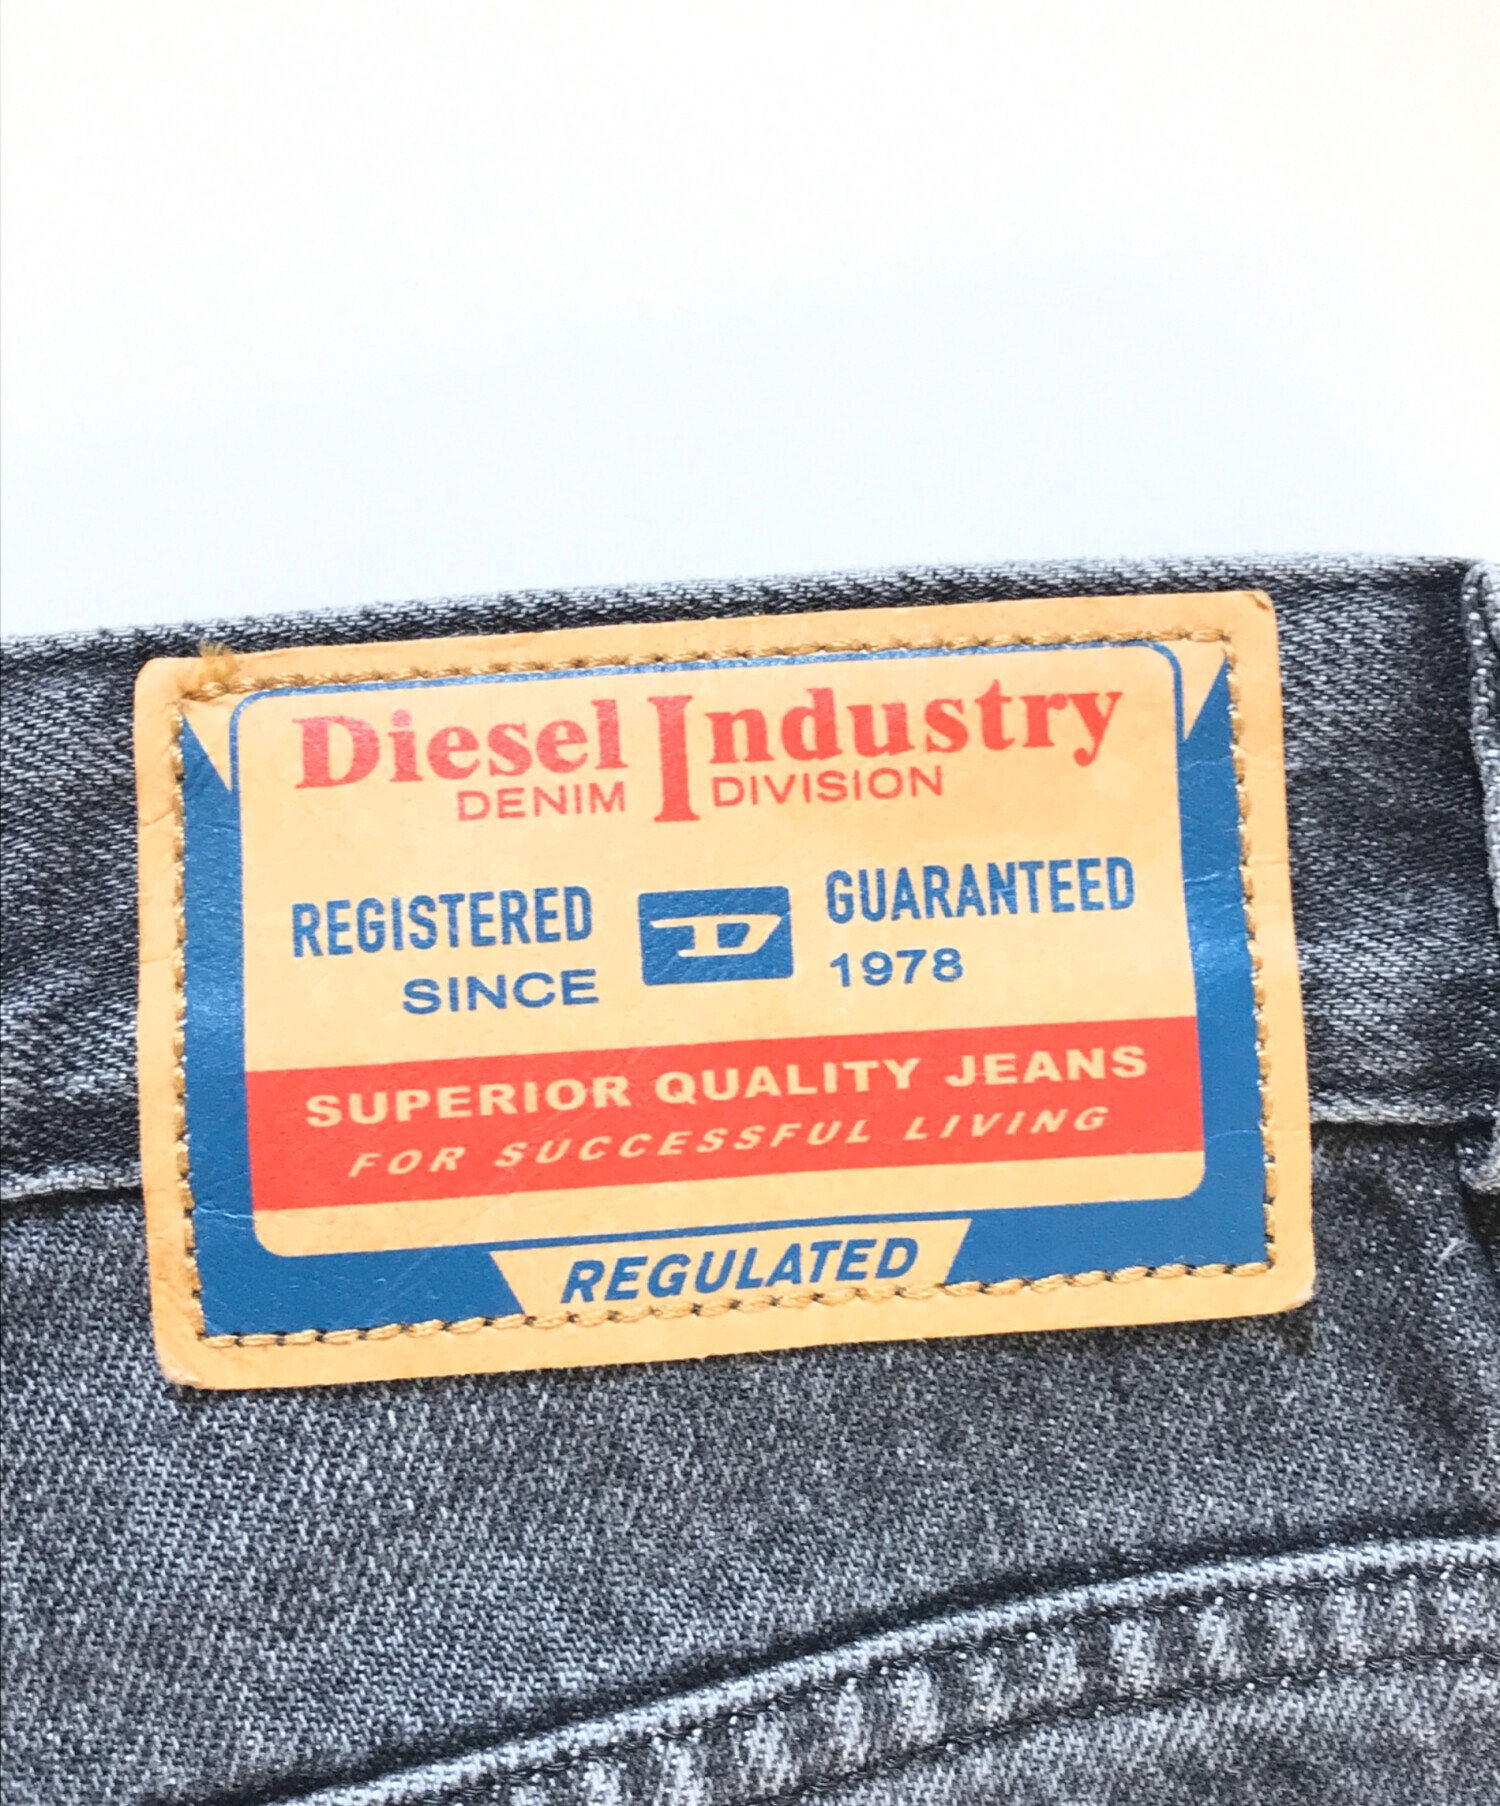 Diesel Industry
DENIM DIVISION
REGISTERED D GUARANTEED
SINCE 1978
SUPERIOR QUALITY JEANS
FOR SUCCESSFUL LIVING
REGULATED